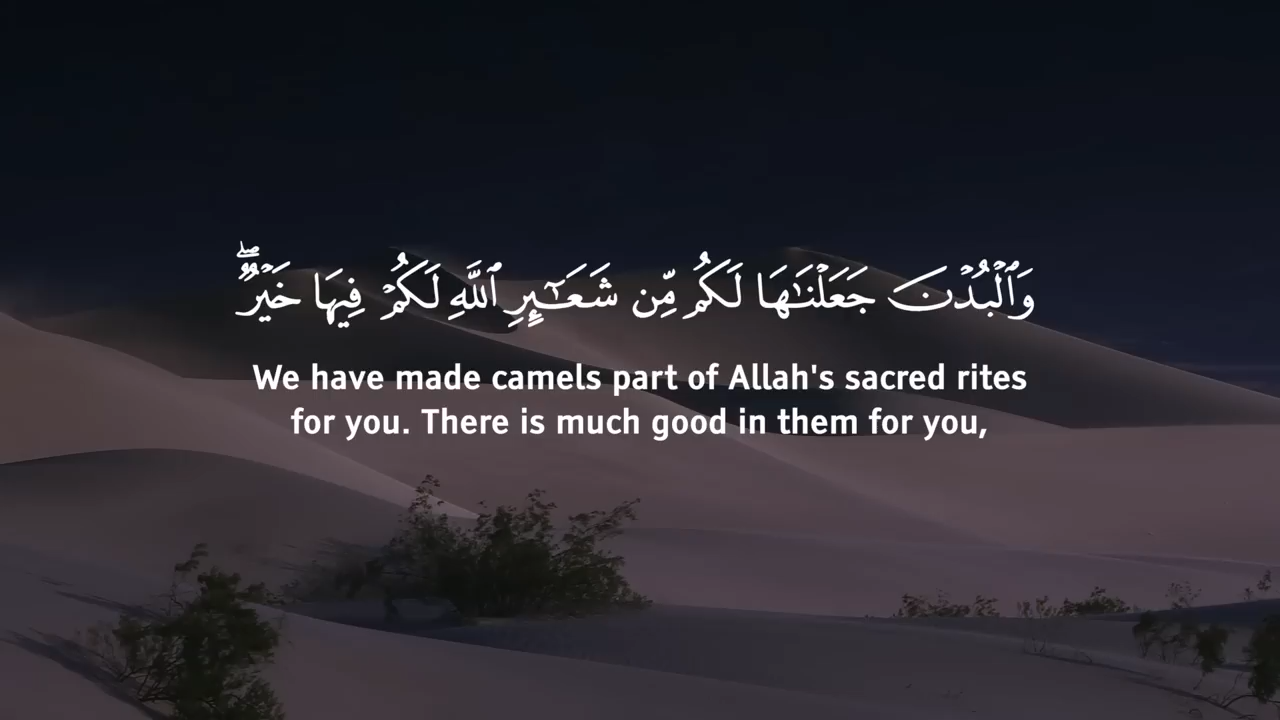 وَٱلْبُدْنَ جَعَلْنَـٰهَا لَكُم مِّن شَعَـٰٓئِرِ ٱللَّهِ لَكُمْ فِيهَا خَيْرٌۭ ۖ
We have made camels part of Allah's sacred rites
for you. There is much good in them for you,